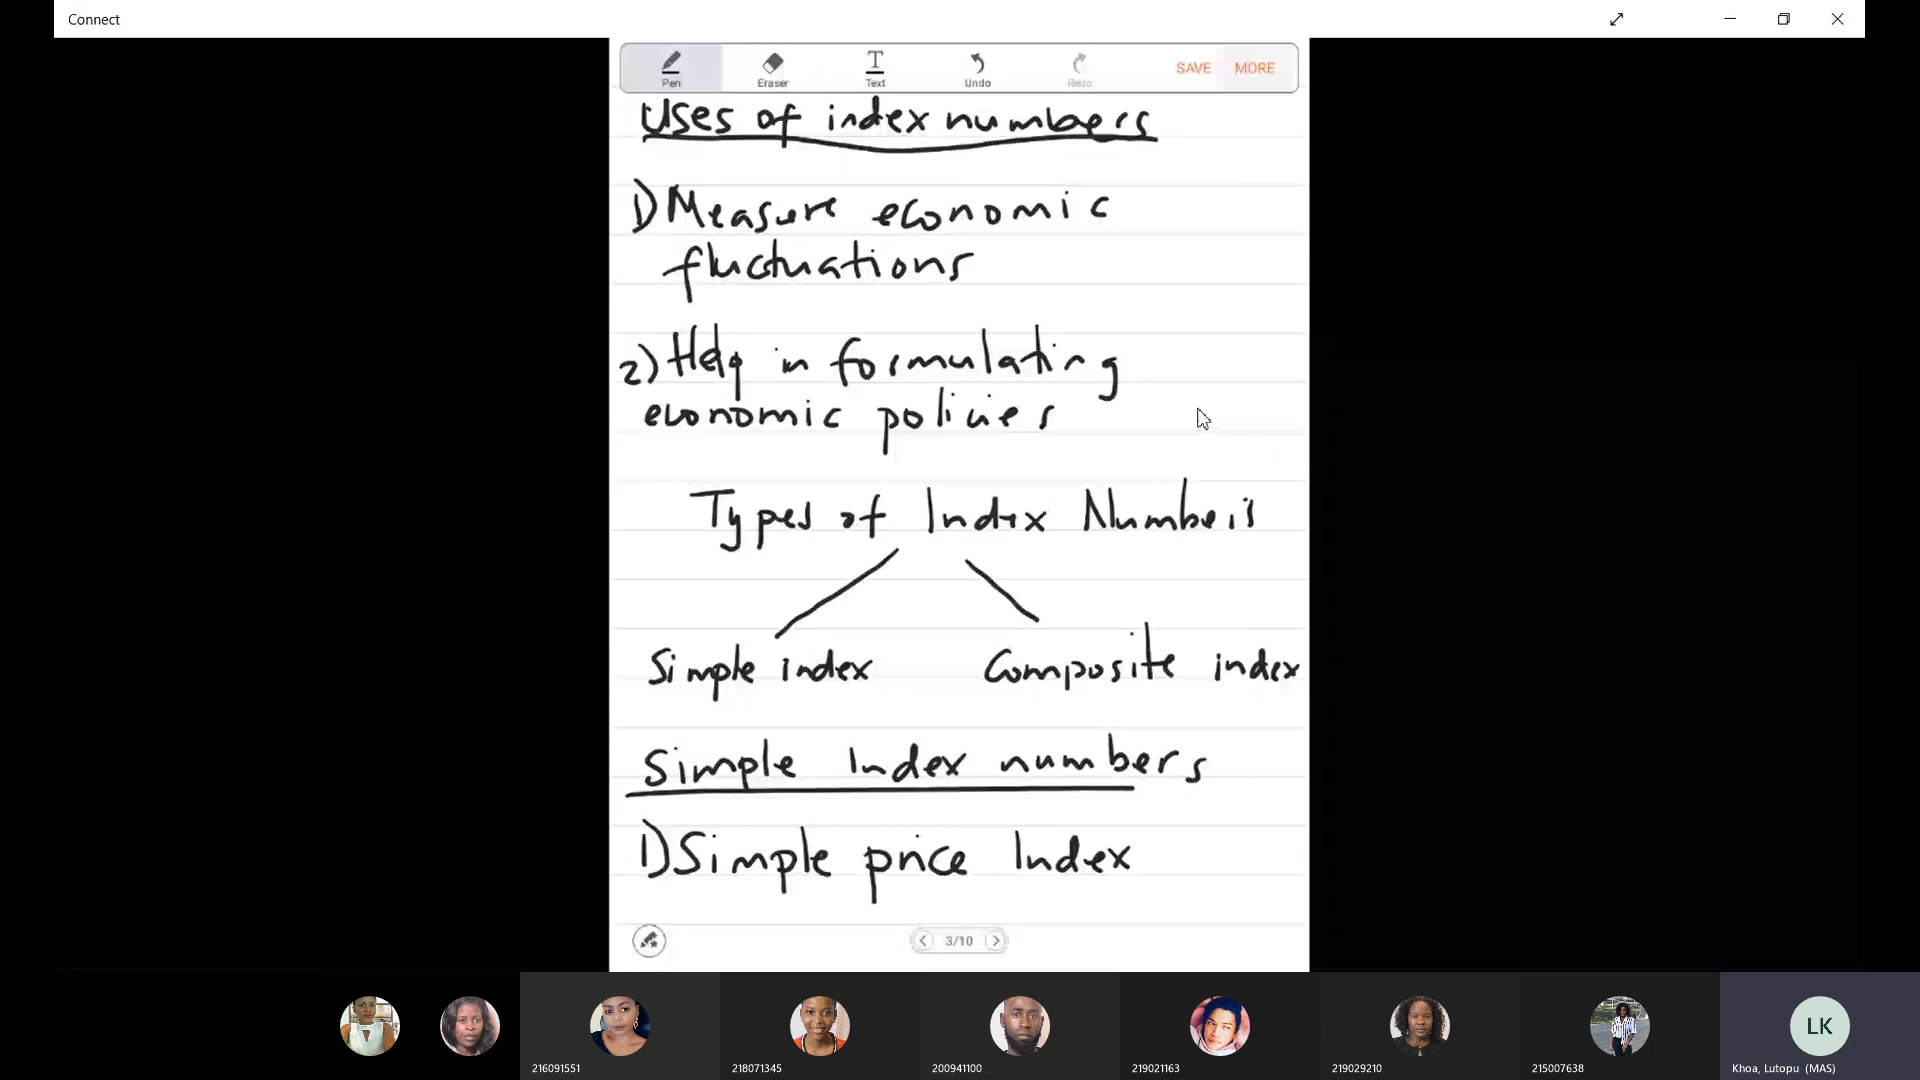 Connect
Pen Eraser Text Undo Redo SAVE MORE
Uses of index numbers
1) Measure economic
fluctuations
2) Help in formulating
economic policies
Types of Index Numbers
Simple index Composite index
Simple Index numbers
1) Simple price Index
3/10
216091551 218071345 200941100 219021163 219029210 215007638 LK
Khoa, Lutopu (MAS)